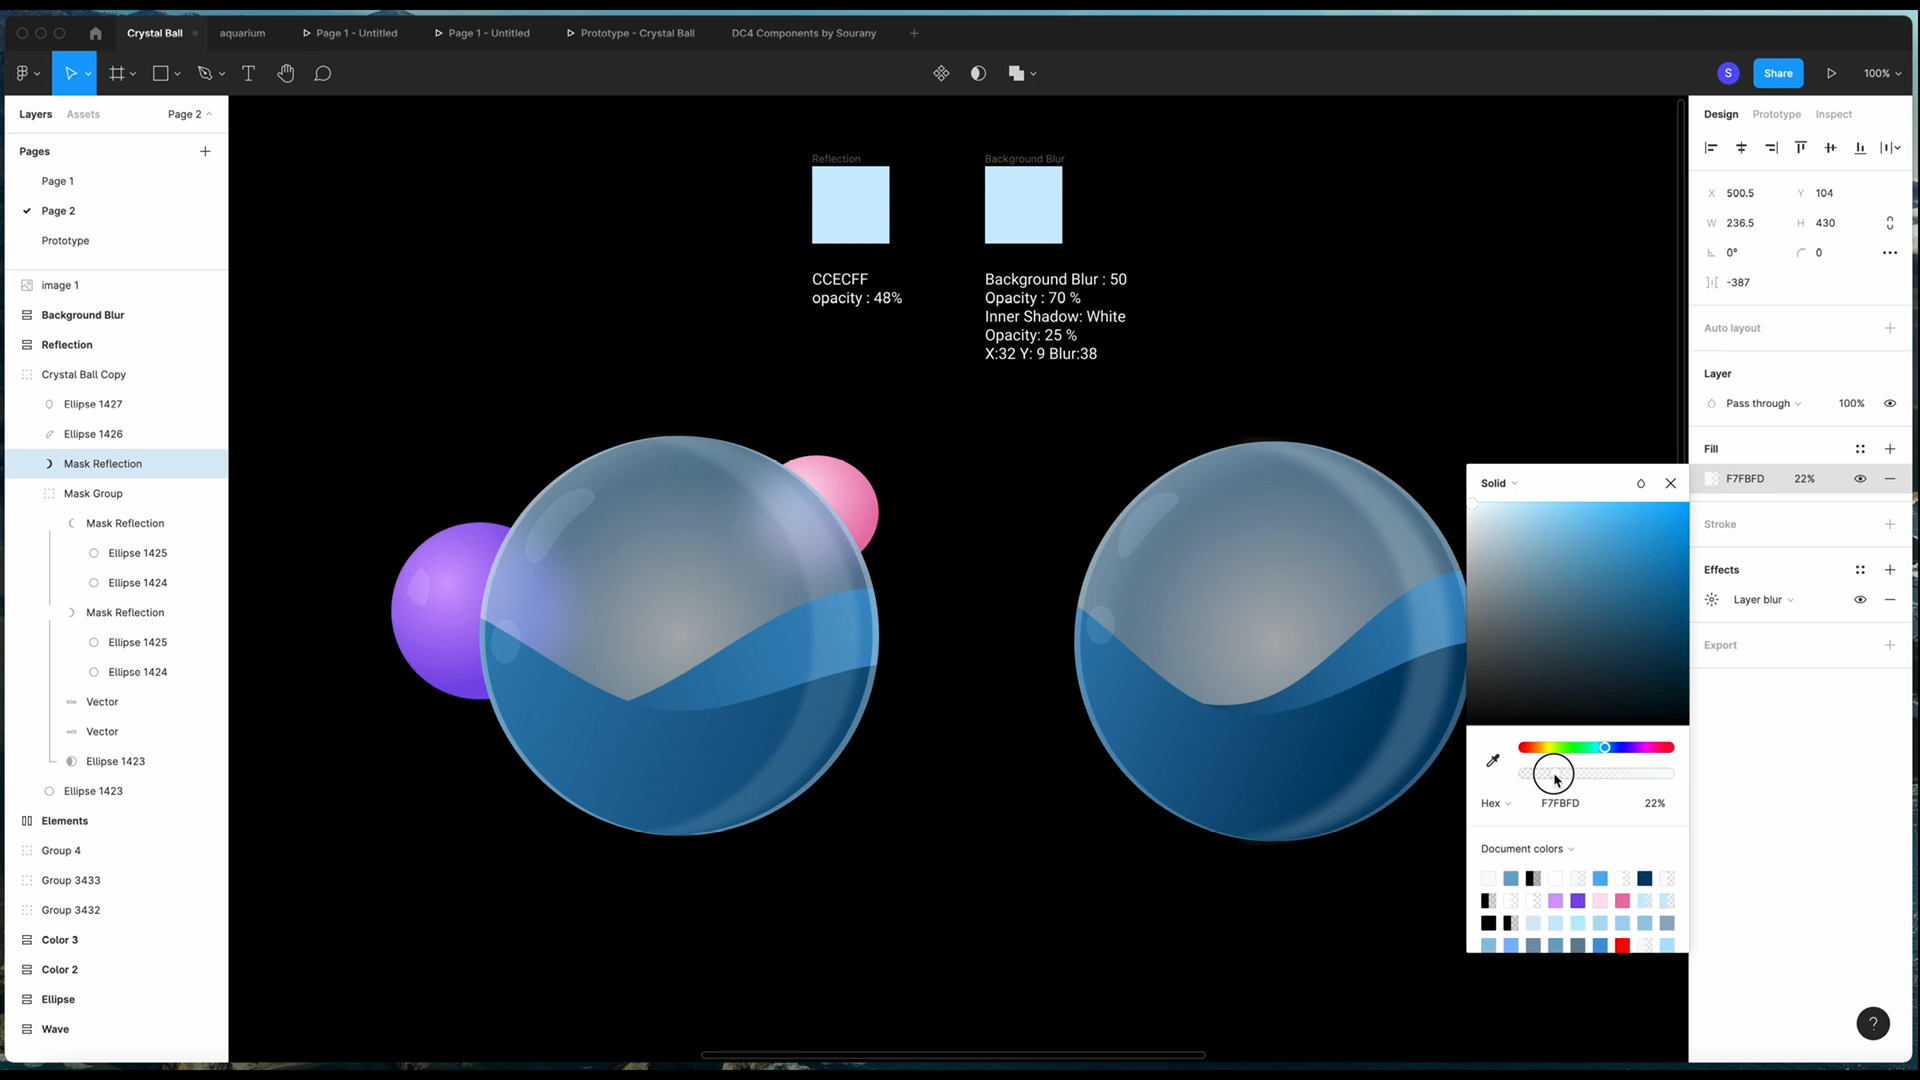 Crystal Ball
aquarium
Page 1 - Untitled
Page 1 - Untitled
Prototype - Crystal Ball
DC4 Components by Sourany
S
Share
100%
Layers
Assets
Page 2
Pages
Page 1
Page 2
Prototype
image 1
Background Blur
Reflection
Crystal Ball Copy
Ellipse 1427
Ellipse 1426
Mask Reflection
Mask Group
Mask Reflection
Ellipse 1425
Ellipse 1424
Mask Reflection
Ellipse 1425
Ellipse 1424
Vector
Vector
Ellipse 1423
Ellipse 1423
Elements
Group 4
Group 3433
Group 3432
Color 3
Color 2
Ellipse
Wave
Reflection
CCECFF
opacity : 48%
Background Blur
Background Blur : 50
Opacity : 70 %
Inner Shadow: White
Opacity: 25 %
X:32 Y: 9 Blur:38
Solid
Hex
F7FBFD
22%
Document colors
Design
Prototype
Inspect
X 500.5
Y 104
W 236.5
H 430
0°
0
-387
Auto layout
Layer
Pass through
100%
Fill
F7FBFD
22%
Stroke
Effects
Layer blur
Export
?